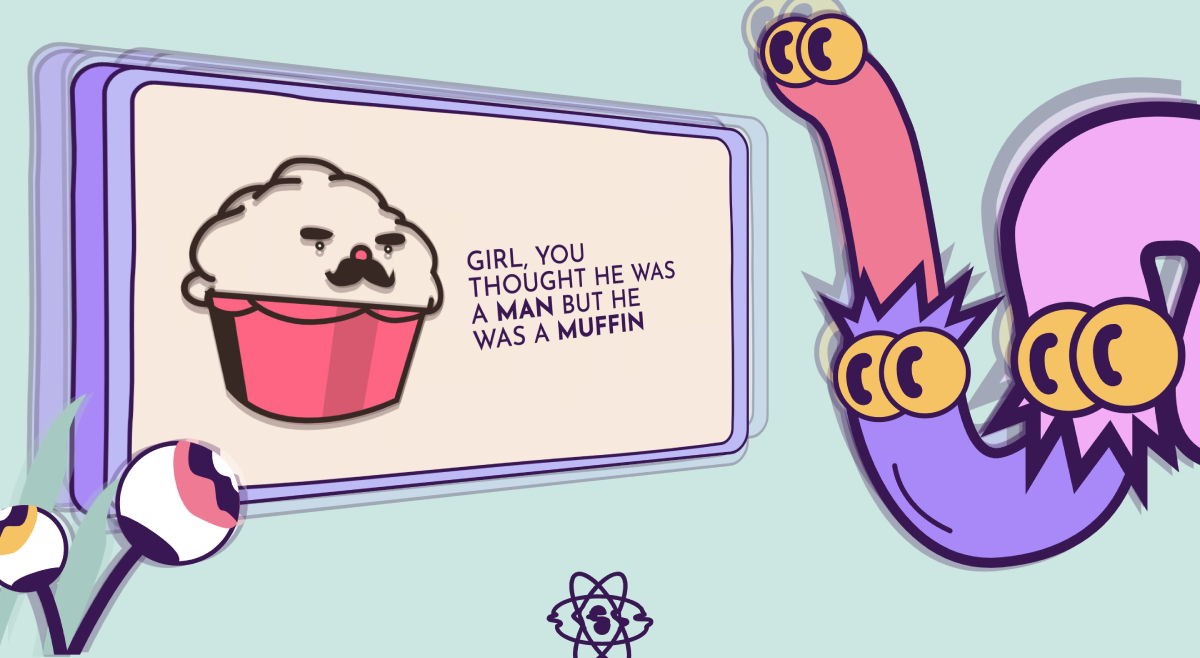 GIRL, YOU
THOUGHT HE WAS
A MAN BUT HE
WAS A MUFFIN